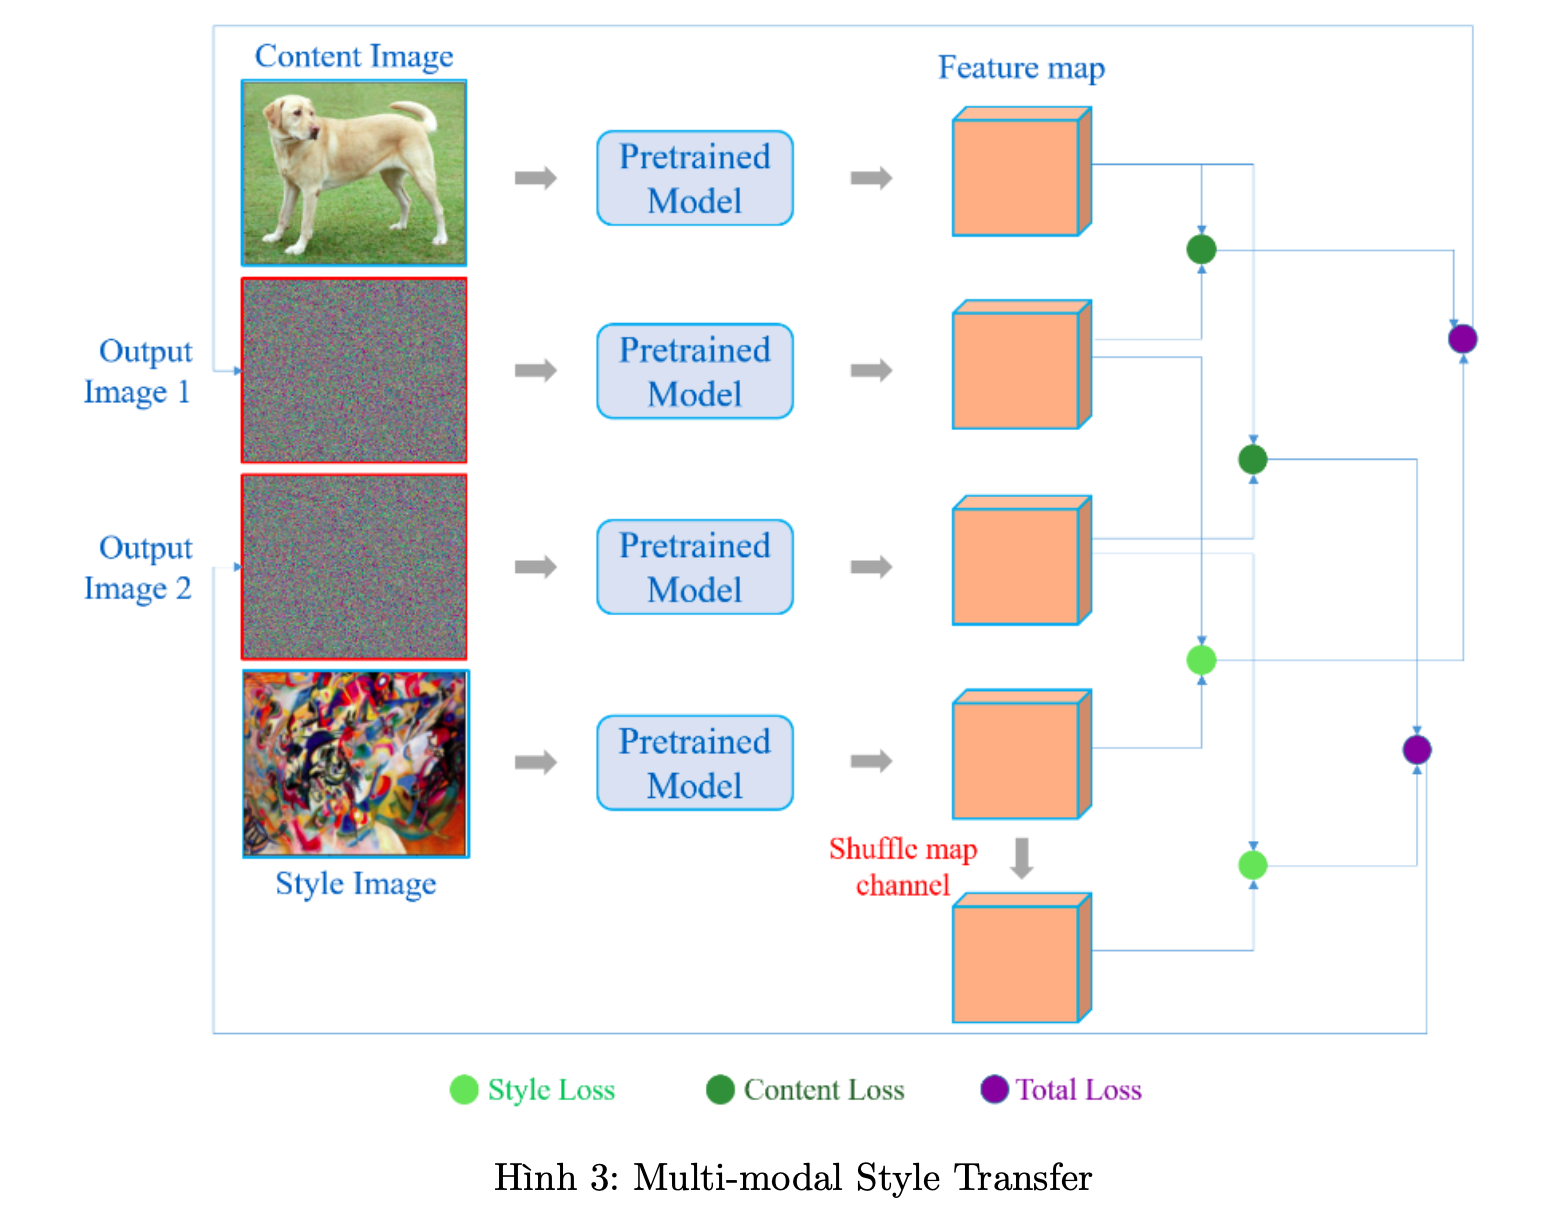 Content Image
Feature map
Pretrained
Model
Output
Image 1
Pretrained
Model
Output
Image 2
Pretrained
Model
Pretrained
Model
Style Image
Shuffle map
channel
Style Loss
Content Loss
Total Loss
Hình 3: Multi-modal Style Transfer